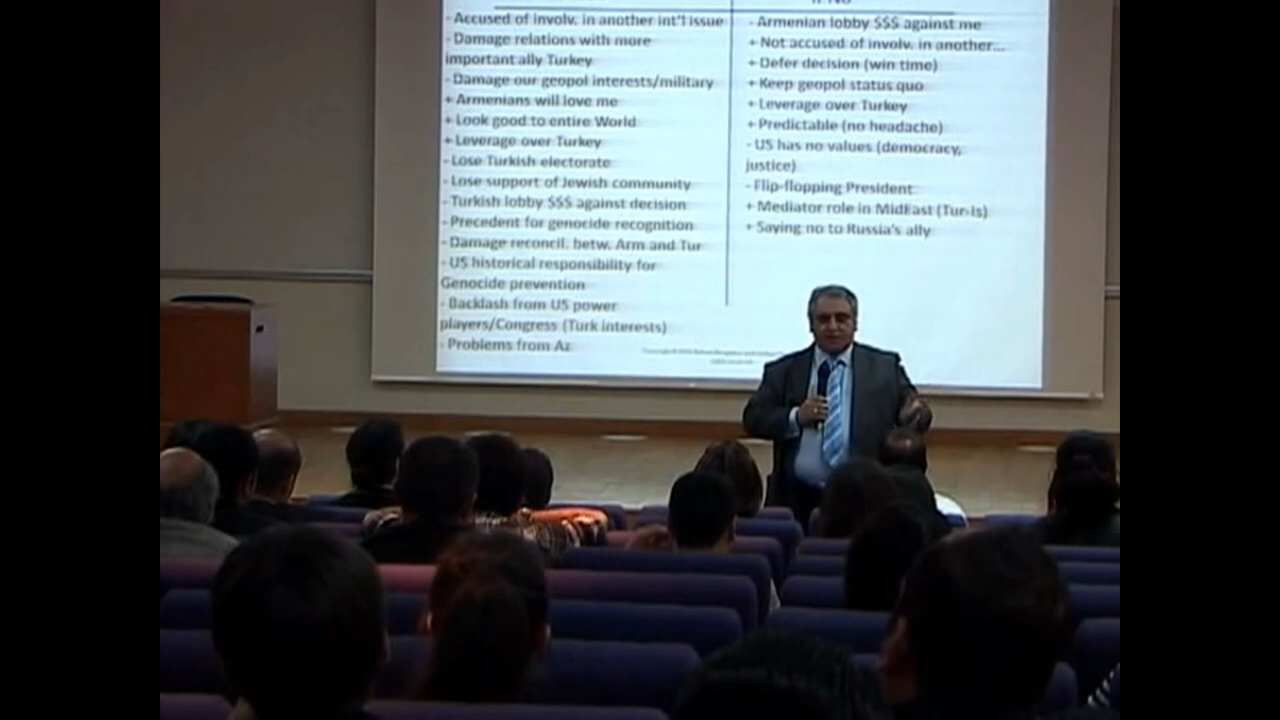 - Accused of involv. in another int'l issue
- Damage relations with more
important ally Turkey
- Damage our geopol interests/military
+ Armenians will love me
+ Look good to entire World
+ Leverage over Turkey
- Lose Turkish electorate
- Lose support of Jewish community
- Turkish lobby $$$ against decision
- Precedent for genocide recognition
- Damage reconcil. betw. Arm and Tur
- US historical responsibility for
Genocide prevention
- Backlash from US power
players/Congress (Turk interests)
- Problems from Az
- Armenian lobby $$$ against me
+ Not accused of involv. in another...
+ Defer decision (win time)
+ Keep geopol status quo
+ Leverage over Turkey
+ Predictable (no headache)
- US has no values (democracy,
justice)
- Flip-flopping President
+ Mediator role in MidEast (Tur-Is)
+ Saying no to Russia's ally